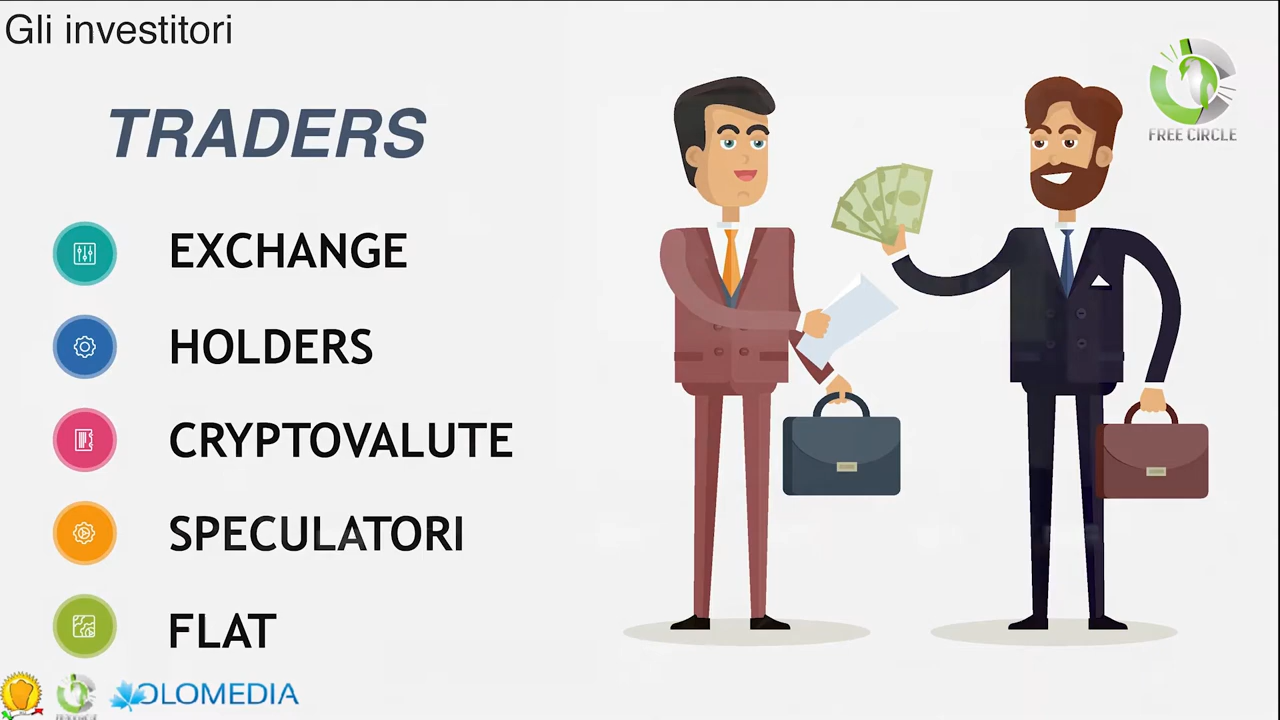 Gli investitori
TRADERS
FREE CIRCLE
EXCHANGE
HOLDERS
CRYPTOVALUTE
SPECULATORI
FLAT
OLOMEDIA